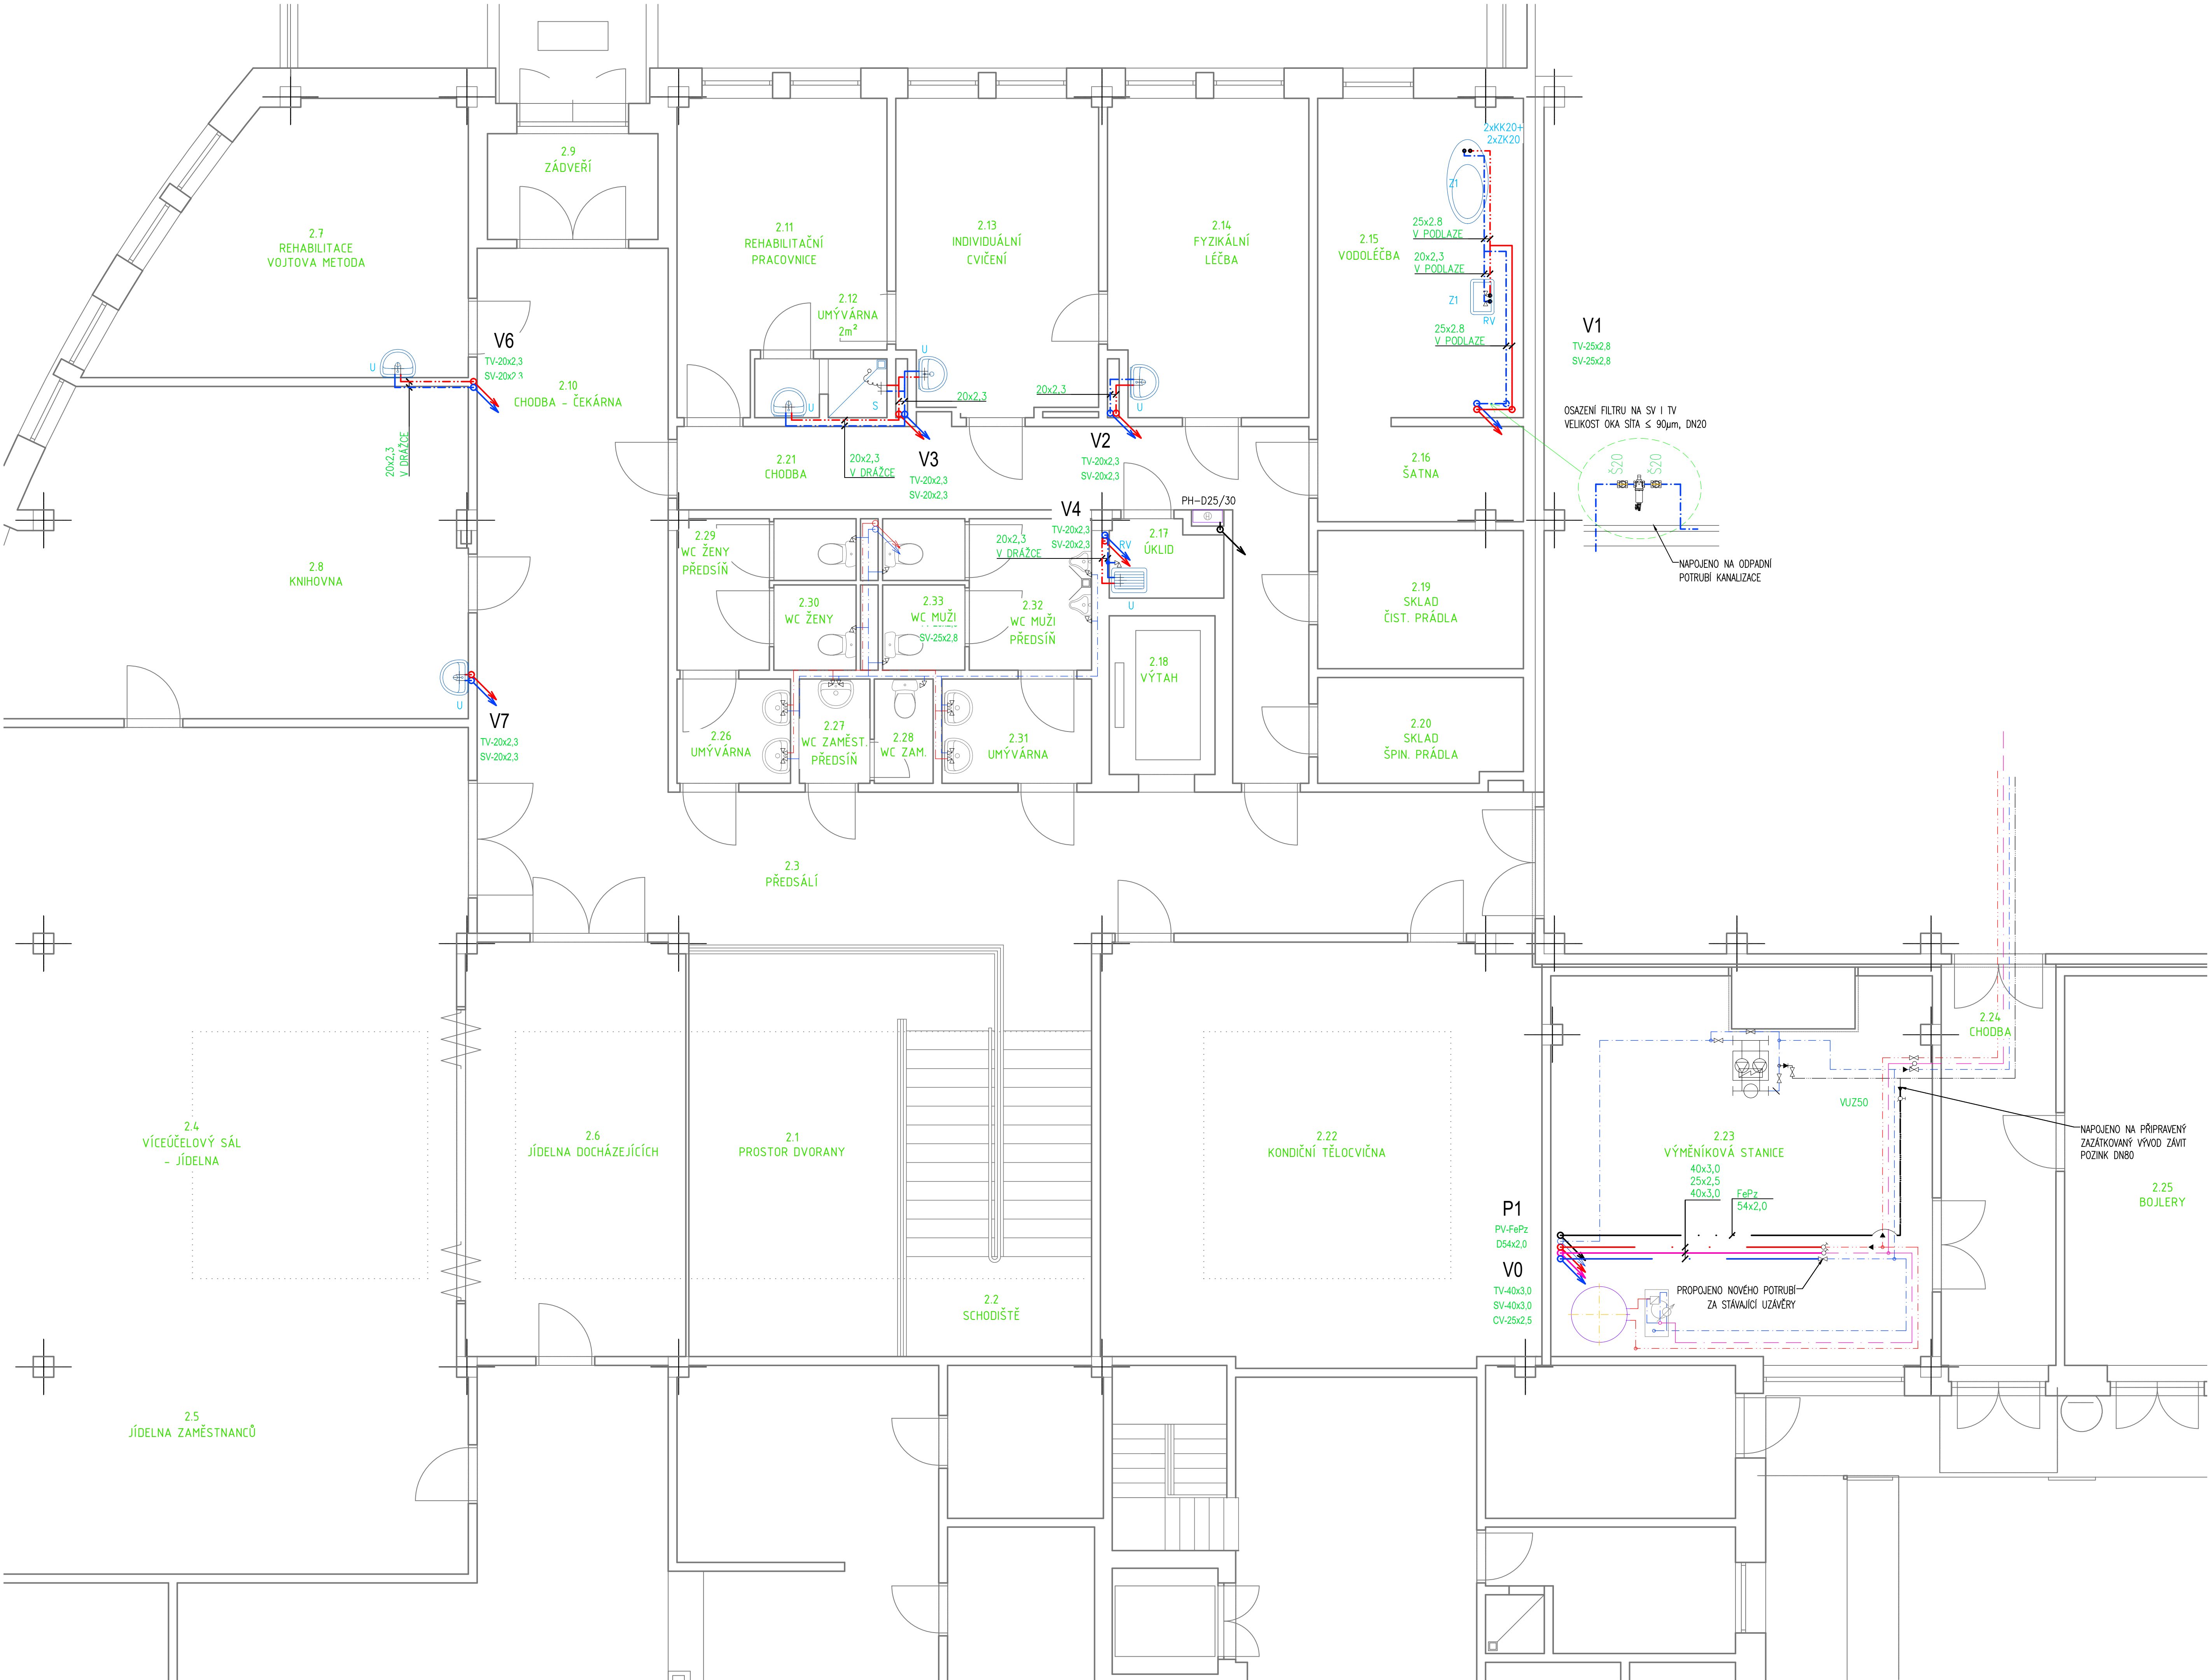 2xKK20+
2xZK20
2.9
ZÁDVEŘÍ
Z1
2.7
REHABILITACE
VOJTOVA METODA
2.11
REHABILITAČNÍ
PRACOVNICE
2.13
INDIVIDUÁLNÍ
CVIČENÍ
2.14
FYZIKÁLNÍ
LÉČBA
2.15
VODOLÉČBA
25x2.8
V PODLAZE
20x2,3
V PODLAZE
Z1
RV
25x2.8
V PODLAZE
2.12
UMÝVÁRNA
2m²
V1
TV-25x2,8
SV-25x2,8
V6
TV-20x2,3
SV-20x2,3
U
U
2.10
CHODBA – ČEKÁRNA
U
S
20x2,3
20x2,3
U
OSAZENÍ FILTRU NA SV I TV
VELIKOST OKA SÍTA ≤ 90µm, DN20
20x2,3
V DRÁŽCE
2.21
CHODBA
20x2,3
V DRÁŽCE
V3
TV-20x2,3
SV-20x2,3
V2
TV-20x2,3
SV-20x2,3
2.16
ŠATNA
Š20
Š20
PH-D25/30
V4
TV-20x2,3
SV-20x2,3
20x2,3
V DRÁŽCE
RV
2.17
ÚKLID
U
2.29
WC ŽENY
PŘEDSÍŇ
NAPOJENO NA ODPADNÍ
POTRUBÍ KANALIZACE
2.8
KNIHOVNA
2.30
WC ŽENY
2.33
WC MUŽI
SV-25x2,8
2.32
WC MUŽI
PŘEDSÍŇ
2.19
SKLAD
ČIST. PRÁDLA
2.18
VÝTAH
U
V7
TV-20x2,3
SV-20x2,3
2.26
UMÝVÁRNA
2.27
WC ZAMĚST.
PŘEDSÍŇ
2.28
WC ZAM.
2.31
UMÝVÁRNA
2.20
SKLAD
ŠPIN. PRÁDLA
2.3
PŘEDSÁLÍ
2.24
CHODBA
VUZ50
2.4
VÍCEÚČELOVÝ SÁL
– JÍDELNA
2.6
JÍDELNA DOCHÁZEJÍCÍCH
2.1
PROSTOR DVORANY
2.22
KONDIČNÍ TĚLOCVIČNA
2.23
VÝMĚNÍKOVÁ STANICE
40x3,0
25x2,5
40x3,0
FePz
54x2,0
NAPOJENO NA PŘIPRAVENÝ
ZAZÁTKOVANÝ VÝVOD ZÁVIT
POZINK DN80
2.25
BOJLERY
P1
PV-FePz
D54x2,0
V0
TV-40x3,0
SV-40x3,0
CV-25x2,5
PROPOJENO NOVÉHO POTRUBÍ
ZA STÁVAJÍCÍ UZÁVĚRY
2.2
SCHODIŠTĚ
2.5
JÍDELNA ZAMĚSTNANCŮ